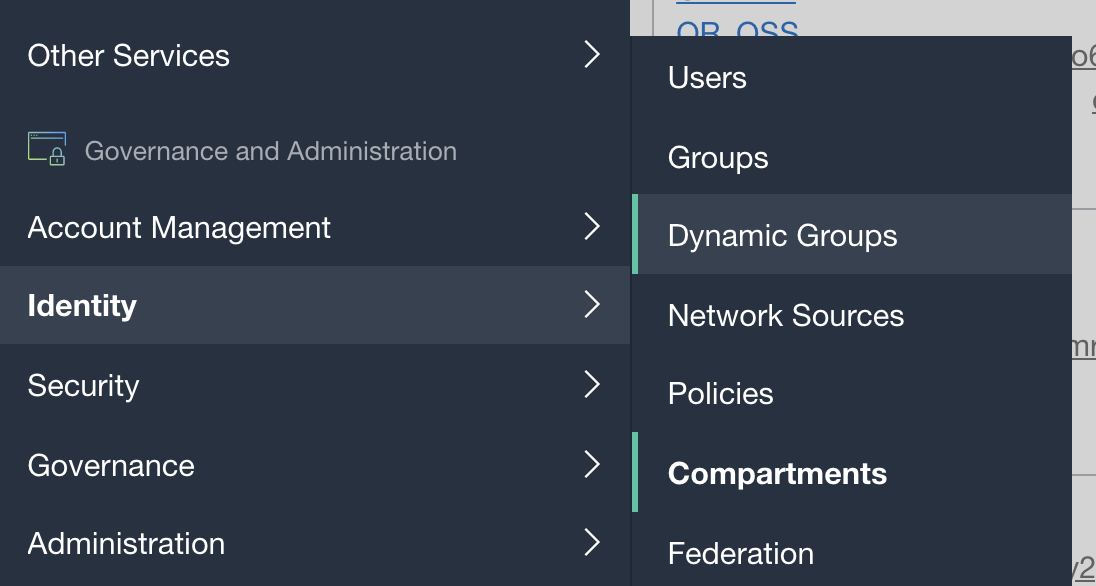 Other Services
Governance and Administration
Account Management
Identity
Security
Governance
Administration
Users
Groups
Dynamic Groups
Network Sources
Policies
Compartments
Federation